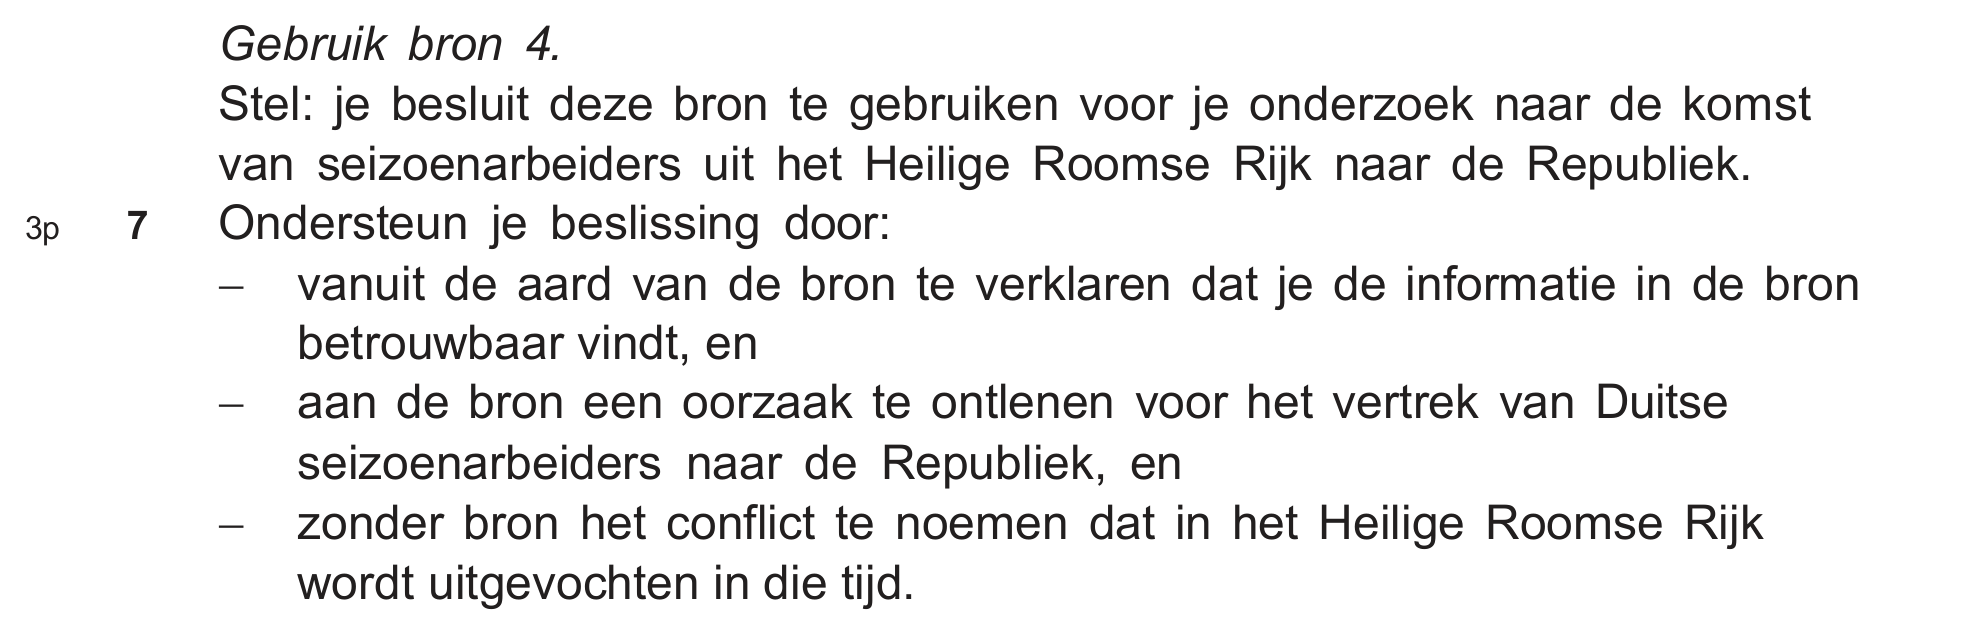 Gebruik bron 4.
Stel: je besluit deze bron te gebruiken voor je onderzoek naar de komst
van seizoenarbeiders uit het Heilige Roomse Rijk naar de Republiek.
3p 7 Ondersteun je beslissing door:
– vanuit de aard van de bron te verklaren dat je de informatie in de bron
betrouwbaar vindt, en
– aan de bron een oorzaak te ontlenen voor het vertrek van Duitse
seizoenarbeiders naar de Republiek, en
– zonder bron het conflict te noemen dat in het Heilige Roomse Rijk
wordt uitgevochten in die tijd.